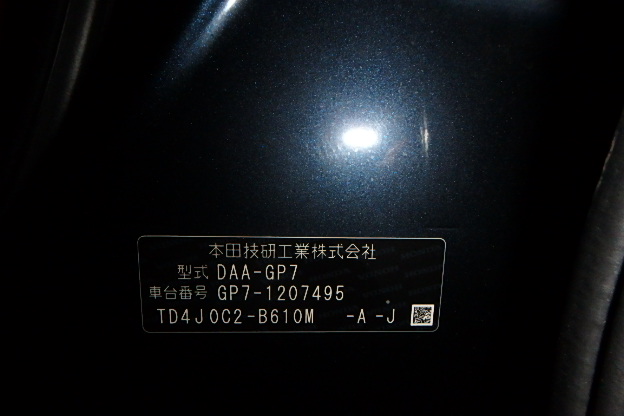 本田技研工業株式会社
型式 DAA-GP7
車台番号 GP7-1207495
TD4J0C2-B610M -A -J